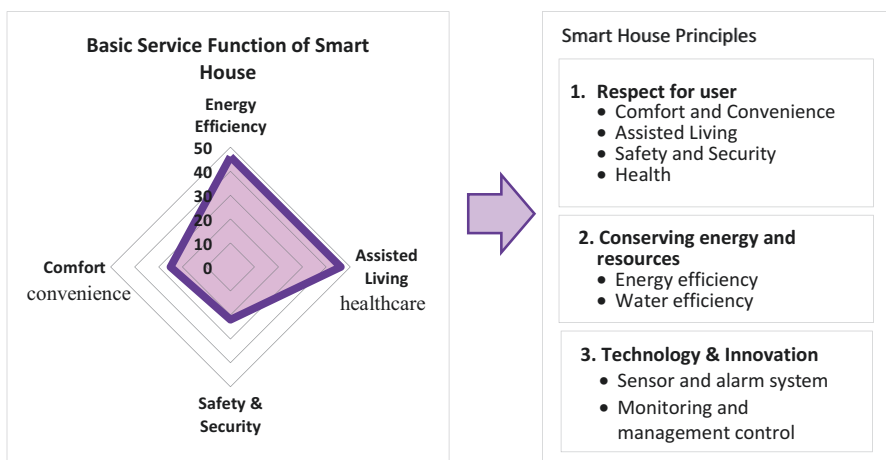 Basic Service Function of Smart
House
Energy
Efficiency
50
40
30
20
10
0
Comfort
convenience
Assisted
Living
healthcare
Safety &
Security
Smart House Principles
1. Respect for user
• Comfort and Convenience
• Assisted Living
• Safety and Security
• Health
2. Conserving energy and
resources
• Energy efficiency
• Water efficiency
3. Technology & Innovation
• Sensor and alarm system
• Monitoring and
management control